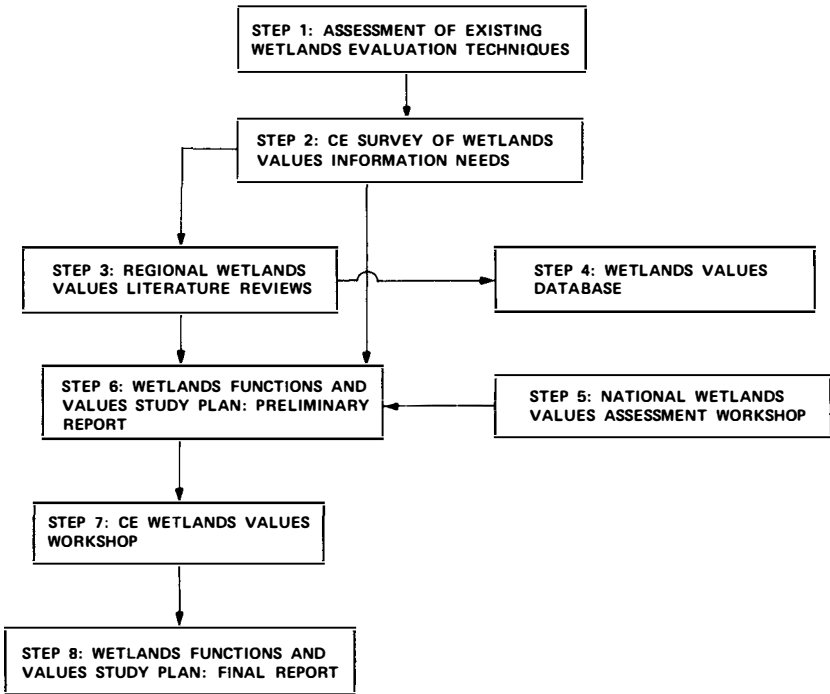 STEP 1: ASSESSMENT OF EXISTING
WETLANDS EVALUATION TECHNIQUES
STEP 2: CE SURVEY OF WETLANDS
VALUES INFORMATION NEEDS
STEP 3: REGIONAL WETLANDS
VALUES LITERATURE REVIEWS
STEP 4: WETLANDS VALUES
DATABASE
STEP 6: WETLANDS FUNCTIONS AND
VALUES STUDY PLAN: PRELIMINARY
REPORT
STEP 5: NATIONAL WETLANDS
VALUES ASSESSMENT WORKSHOP
STEP 7: CE WETLANDS VALUES
WORKSHOP
STEP 8: WETLANDS FUNCTIONS AND
VALUES STUDY PLAN: FINAL REPORT